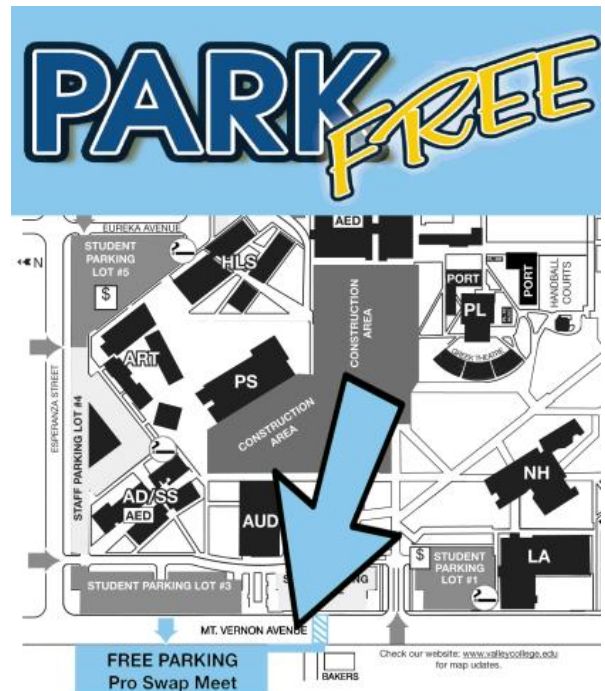 PARK FREE
AED
EUREKA AVENUE
STUDENT
PARKING
LOT #5
N
$
HLS
PORT
PORT
HANDBALL
COURTS
PL
GREEK THEATRE
CONSTRUCTION
AREA
ESPERANZA STREET
ART
PS
STAFF PARKING LOT #4
CONSTRUCTION
AREA
NH
AD/SS
AED
AUD
$
STUDENT
PARKING
LOT #1
LA
STUDENT PARKING LOT #3
MT. VERNON AVENUE
FREE PARKING
Pro Swap Meet
BAKERS
Check our website: www.valleycollege.edu
for map udates.